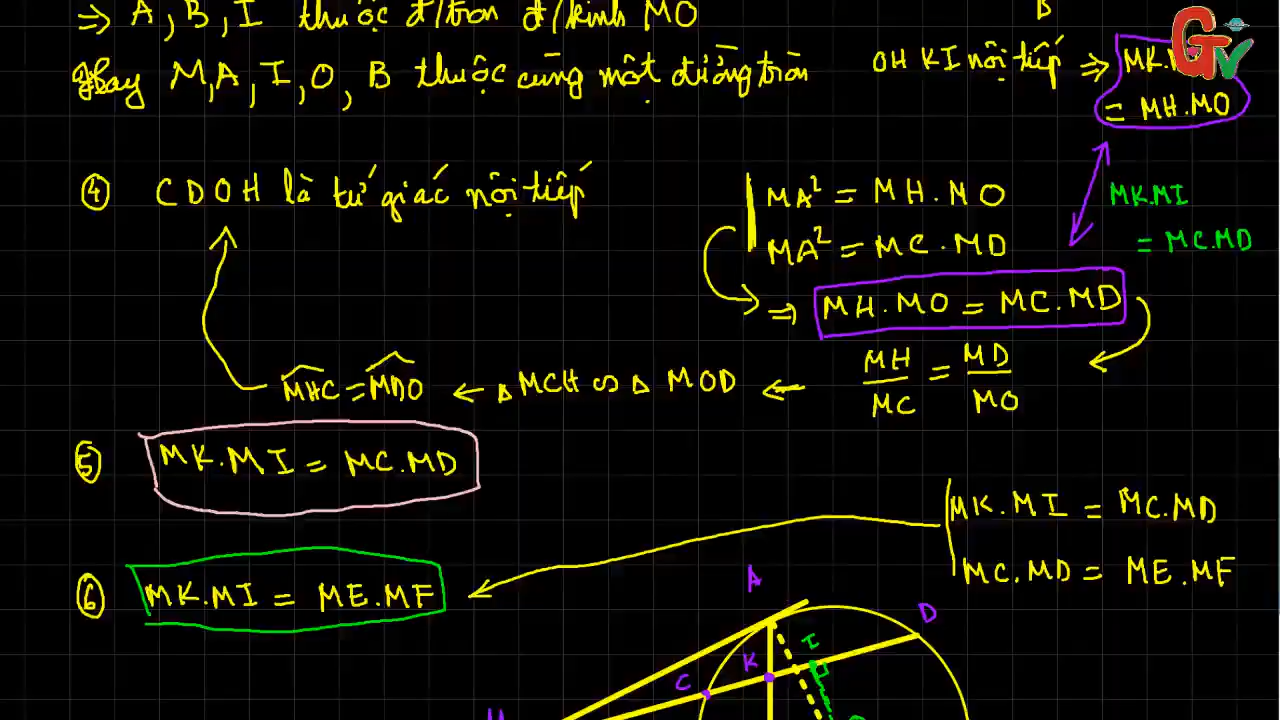 ⇒ A, B, I thuộc đ/tròn đ/kính MO
B
Hay M,A, I, O, B thuộc cùng một đường tròn
OHKI nội tiếp ⇒ MK.
= MH.MO
GTV
④ CDOH là tứ giác nội tiếp
MA² = MH.MO
MA² = MC.MD
MK.MI
= MC.MD
⇒ MH.MO = MC.MD
MHC = MDO ← Δ MCH ∽ Δ MOD ← MH/MC = MD/MO
⑤ MK.MI = MC.MD
MK.MI = MC.MD
MC.MD = ME.MF
⑥ MK.MI = ME.MF
A
D
I
K
C